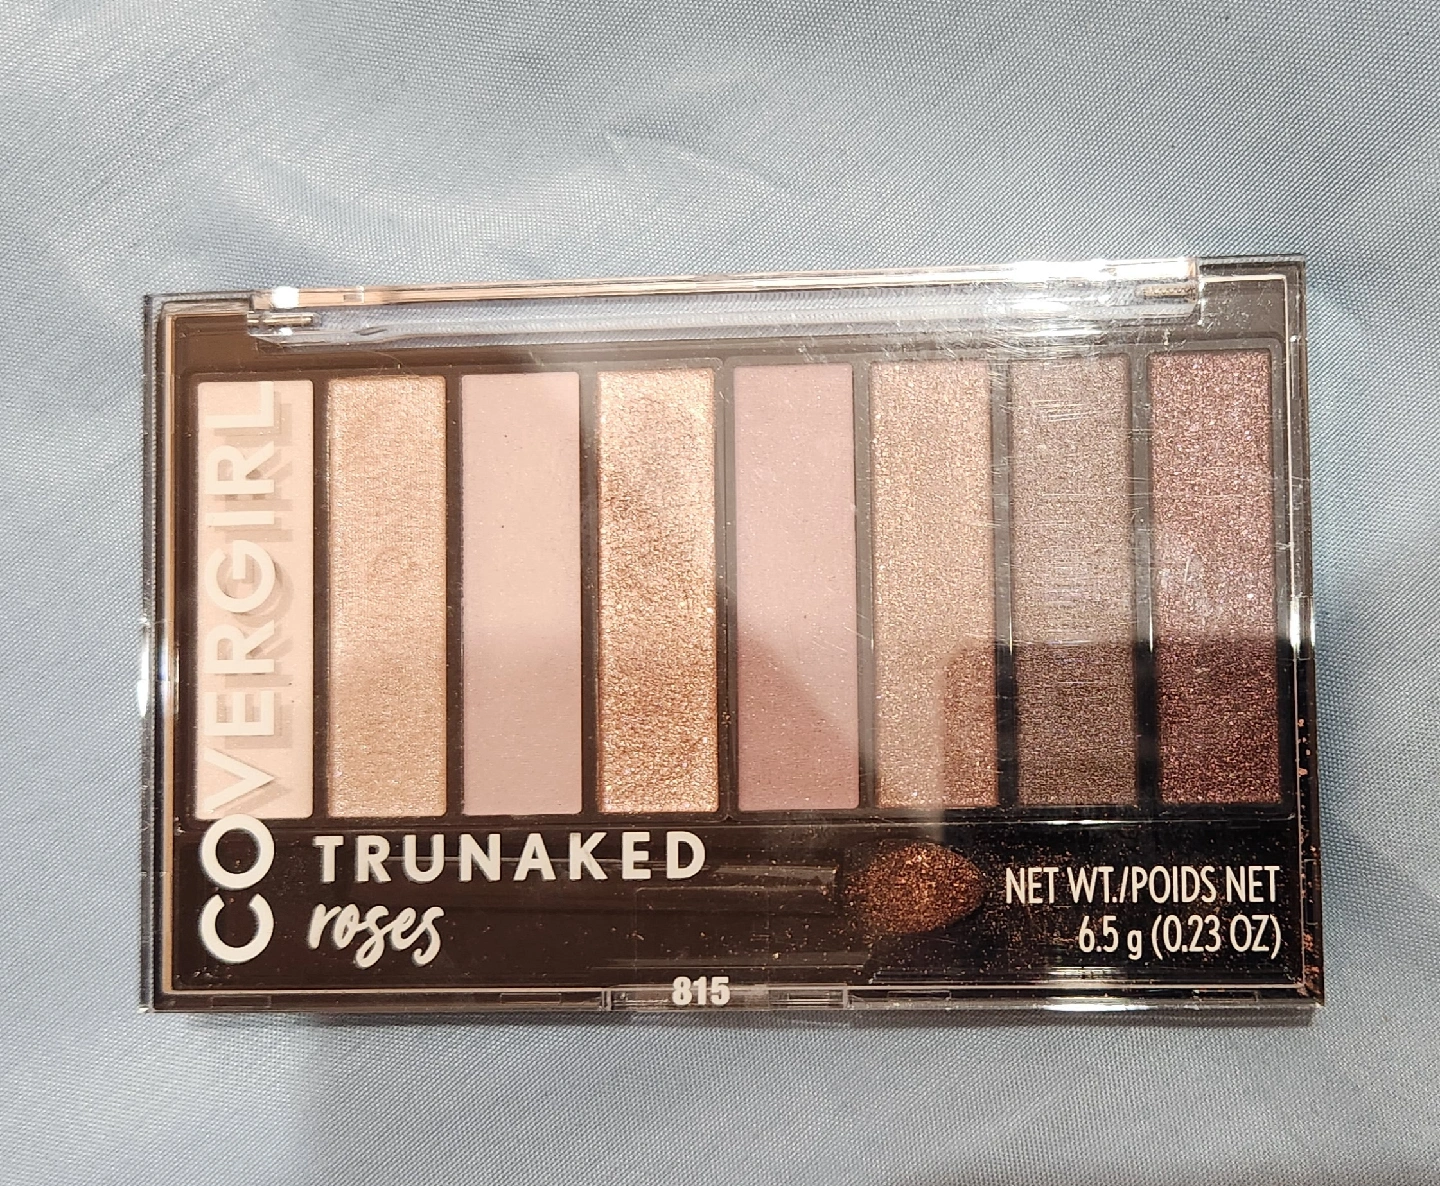 COVERGIRL
TRUNAKED
roses
NET WT./POIDS NET
6.5 g (0.23 OZ)
815